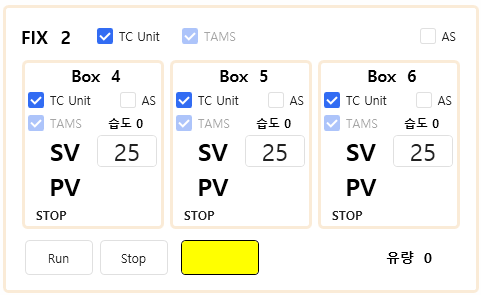 FIX 2 TC Unit TAMS AS
Box 4 Box 5 Box 6
TC Unit AS TC Unit AS TC Unit AS
TAMS 습도 0 TAMS 습도 0 TAMS 습도 0
SV 25 SV 25 SV 25
PV PV PV
STOP STOP STOP
Run Stop 유량 0